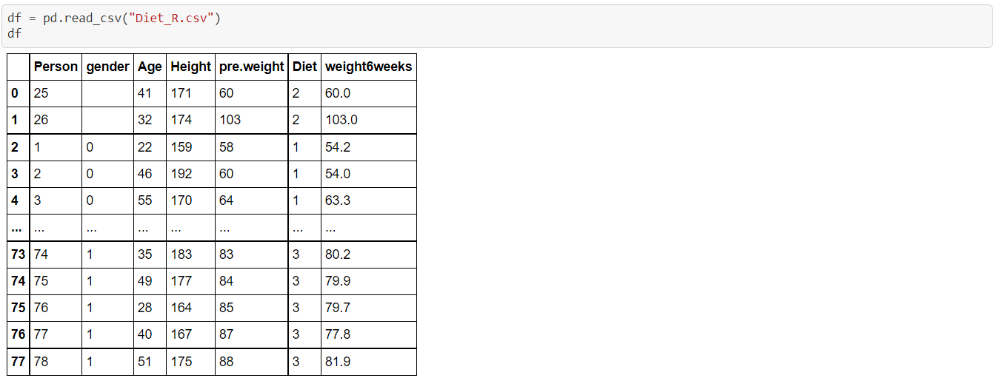 df = pd.read_csv("Diet_R.csv")
df
Person gender Age Height pre.weight Diet weight6weeks
0 25 41 171 60 2 60.0
1 26 32 174 103 2 103.0
2 1 0 22 159 58 1 54.2
3 2 0 46 192 60 1 54.0
4 3 0 55 170 64 1 63.3
... ... ... ... ... ... ... ...
73 74 1 35 183 83 3 80.2
74 75 1 49 177 84 3 79.9
75 76 1 28 164 85 3 79.7
76 77 1 40 167 87 3 77.8
77 78 1 51 175 88 3 81.9